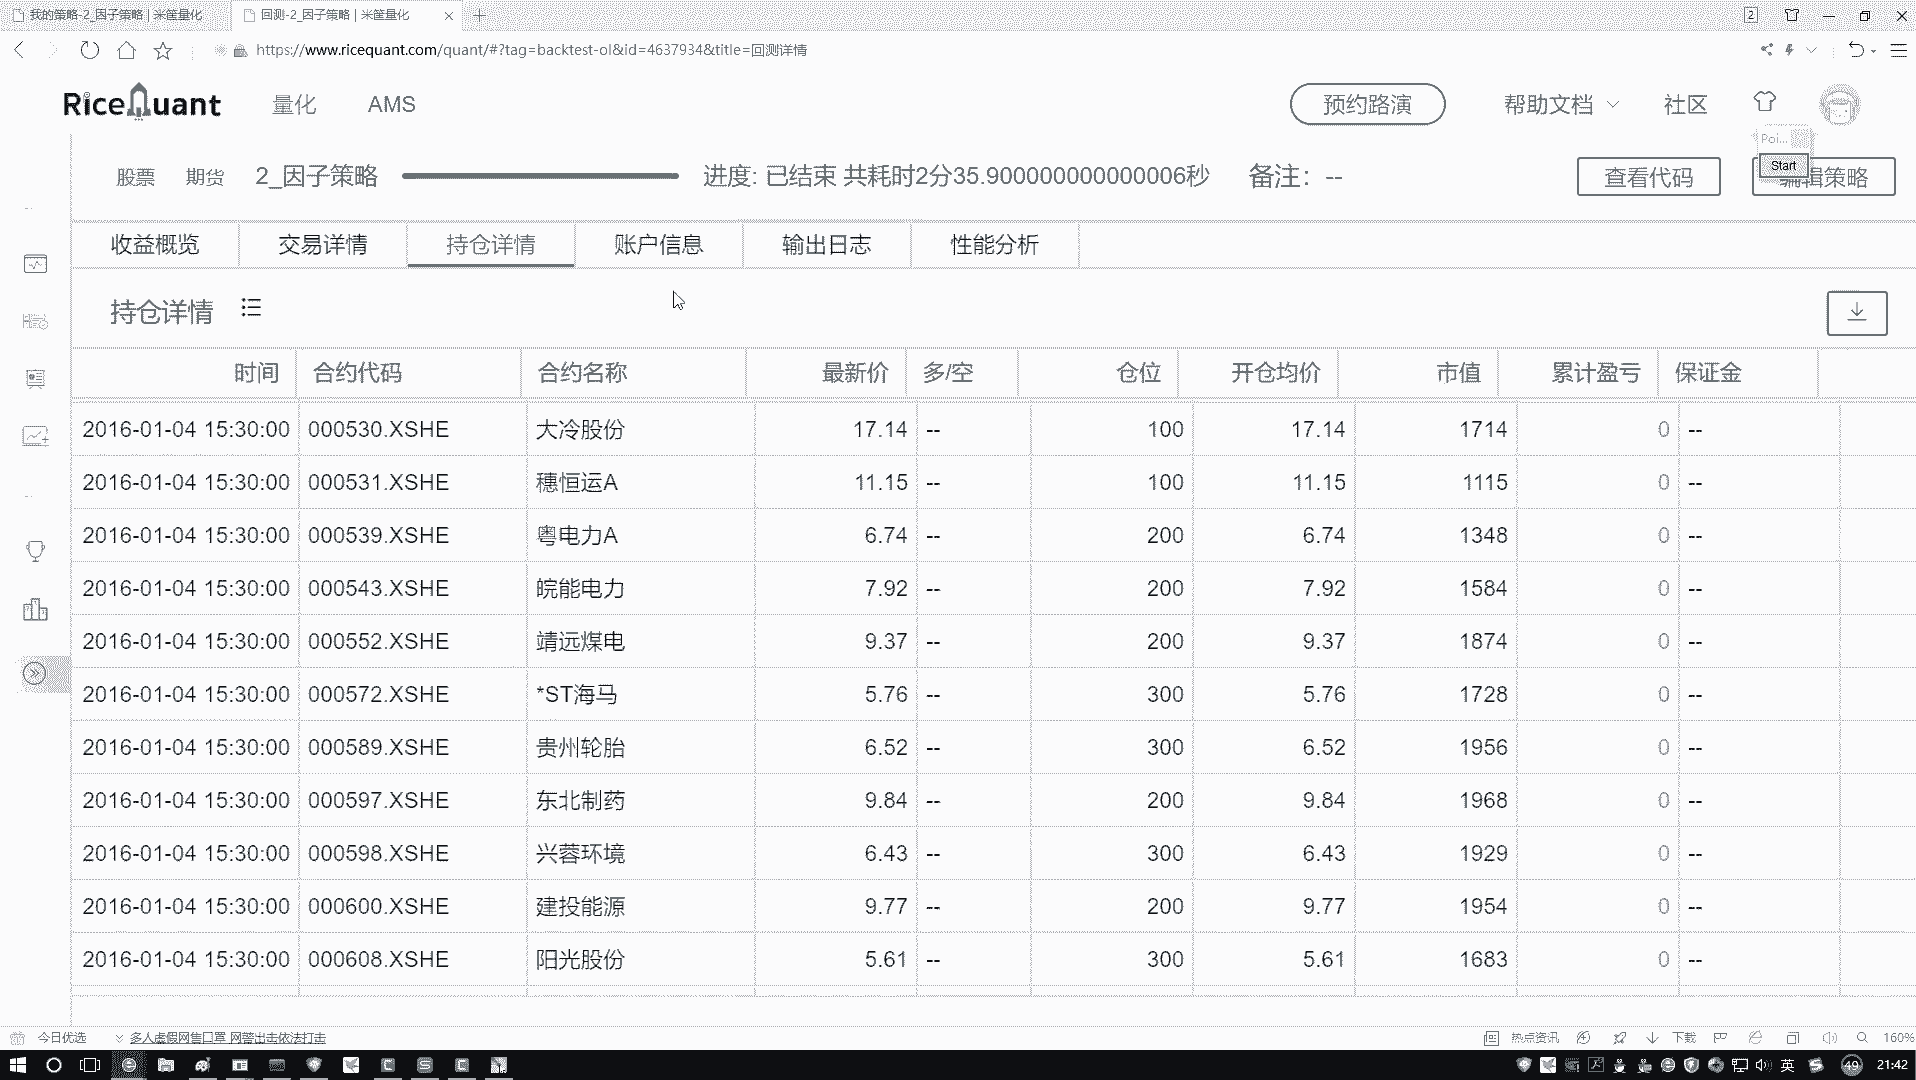 我的策略-2_因子策略 | 米筐量化
回测-2_因子策略 | 米筐量化
2
https://www.ricequant.com/quant/#?tag=backtest-ol&id=4637934&title=回测详情
RiceQuant 量化 AMS 预约路演 帮助文档 社区
Poi...
Start
股票 期货 2_因子策略 进度: 已结束 共耗时2分35.900000000000006秒 备注: -- 查看代码 编辑策略
收益概览 交易详情 持仓详情 账户信息 输出日志 性能分析
持仓详情
时间 合约代码 合约名称 最新价 多/空 仓位 开仓均价 市值 累计盈亏 保证金
2016-01-04 15:30:00 000530.XSHE 大冷股份 17.14 -- 100 17.14 1714 0 --
2016-01-04 15:30:00 000531.XSHE 穗恒运A 11.15 -- 100 11.15 1115 0 --
2016-01-04 15:30:00 000539.XSHE 粤电力A 6.74 -- 200 6.74 1348 0 --
2016-01-04 15:30:00 000543.XSHE 皖能电力 7.92 -- 200 7.92 1584 0 --
2016-01-04 15:30:00 000552.XSHE 靖远煤电 9.37 -- 200 9.37 1874 0 --
2016-01-04 15:30:00 000572.XSHE *ST海马 5.76 -- 300 5.76 1728 0 --
2016-01-04 15:30:00 000589.XSHE 贵州轮胎 6.52 -- 300 6.52 1956 0 --
2016-01-04 15:30:00 000597.XSHE 东北制药 9.84 -- 200 9.84 1968 0 --
2016-01-04 15:30:00 000598.XSHE 兴蓉环境 6.43 -- 300 6.43 1929 0 --
2016-01-04 15:30:00 000600.XSHE 建投能源 9.77 -- 200 9.77 1954 0 --
2016-01-04 15:30:00 000608.XSHE 阳光股份 5.61 -- 300 5.61 1683 0 --
今日优选 多人虚假网售口罩 网警出击依法打击 热点资讯 下载 160%
英 49 21:42